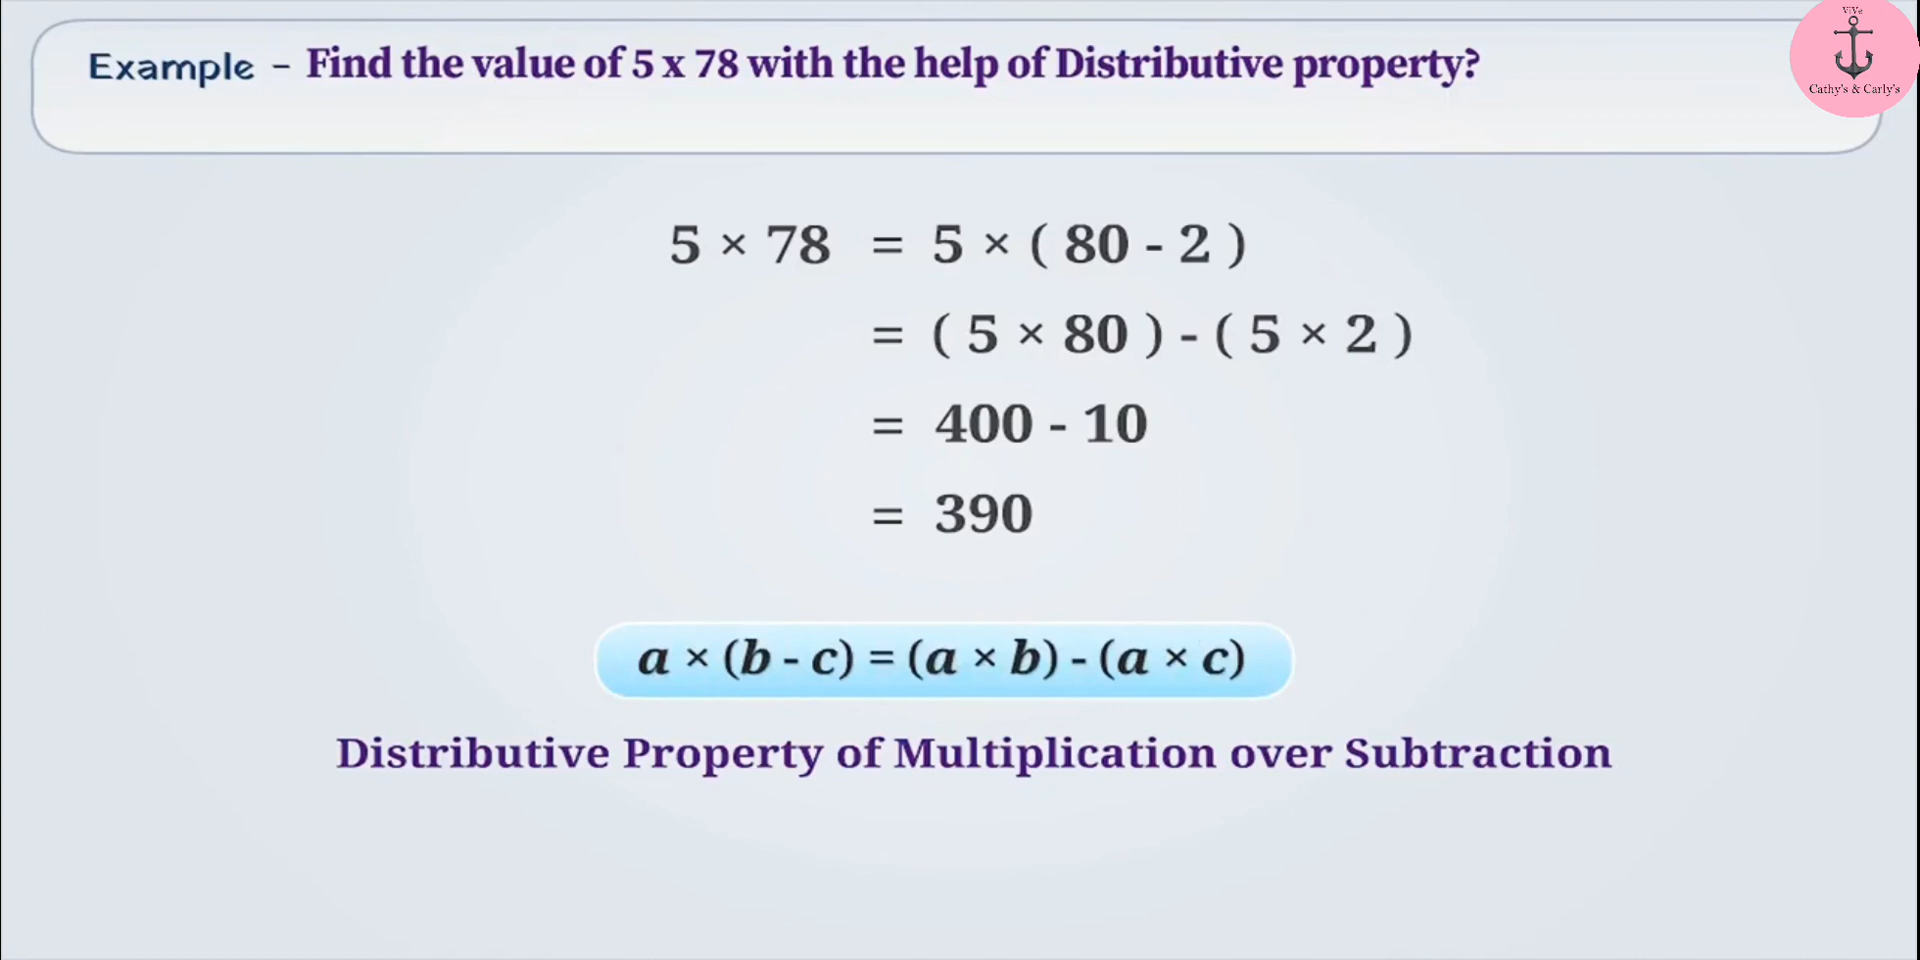 ViVe
Cathy's & Carly's
Example – Find the value of 5 x 78 with the help of Distributive property?
5 × 78 = 5 × ( 80 - 2 )
= ( 5 × 80 ) - ( 5 × 2 )
= 400 - 10
= 390
a × (b - c) = (a × b) - (a × c)
Distributive Property of Multiplication over Subtraction